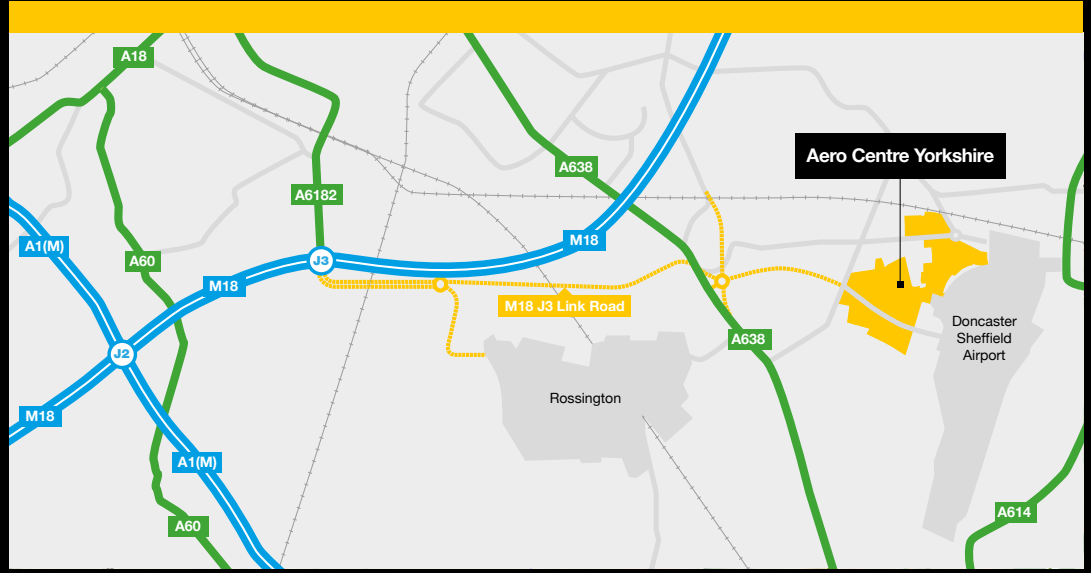 A18
Aero Centre Yorkshire
A638
A6182
A1(M)
M18
A60
J3
M18
M18 J3 Link Road
Doncaster
Sheffield
Airport
A638
J2
Rossington
M18
A1(M)
A614
A60